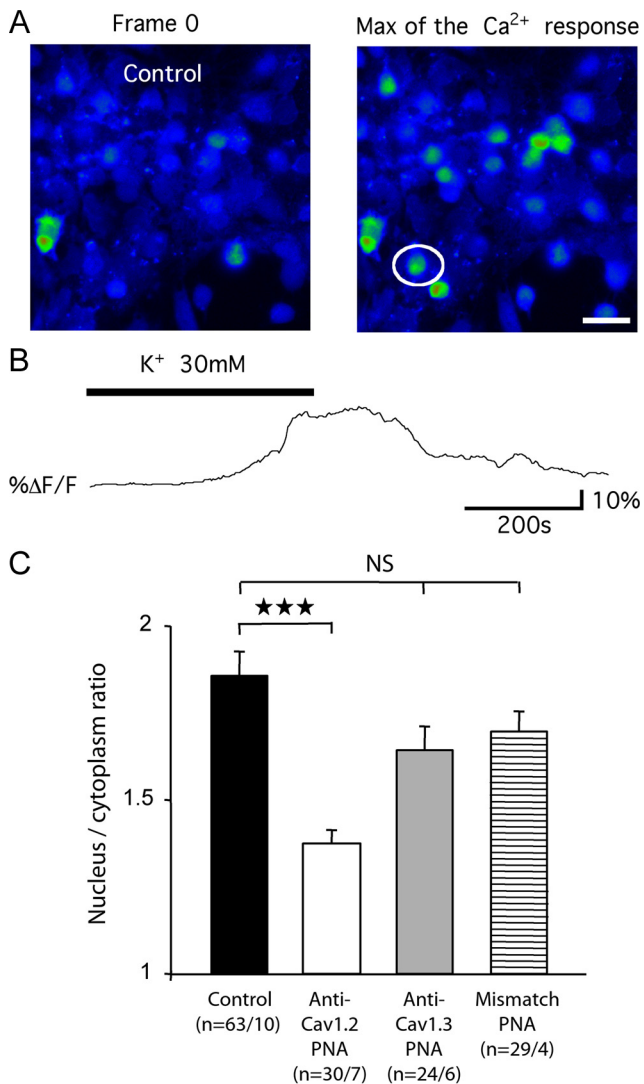 A
Frame 0
Max of the Ca²⁺ response
Control
B
K⁺ 30mM
%ΔF/F
10%
200s
C
NS
★★★
2
1.5
1
Nucleus / cytoplasm ratio
Control
(n=63/10)
Anti-
Cav1.2
PNA
(n=30/7)
Anti-
Cav1.3
PNA
(n=24/6)
Mismatch
PNA
(n=29/4)